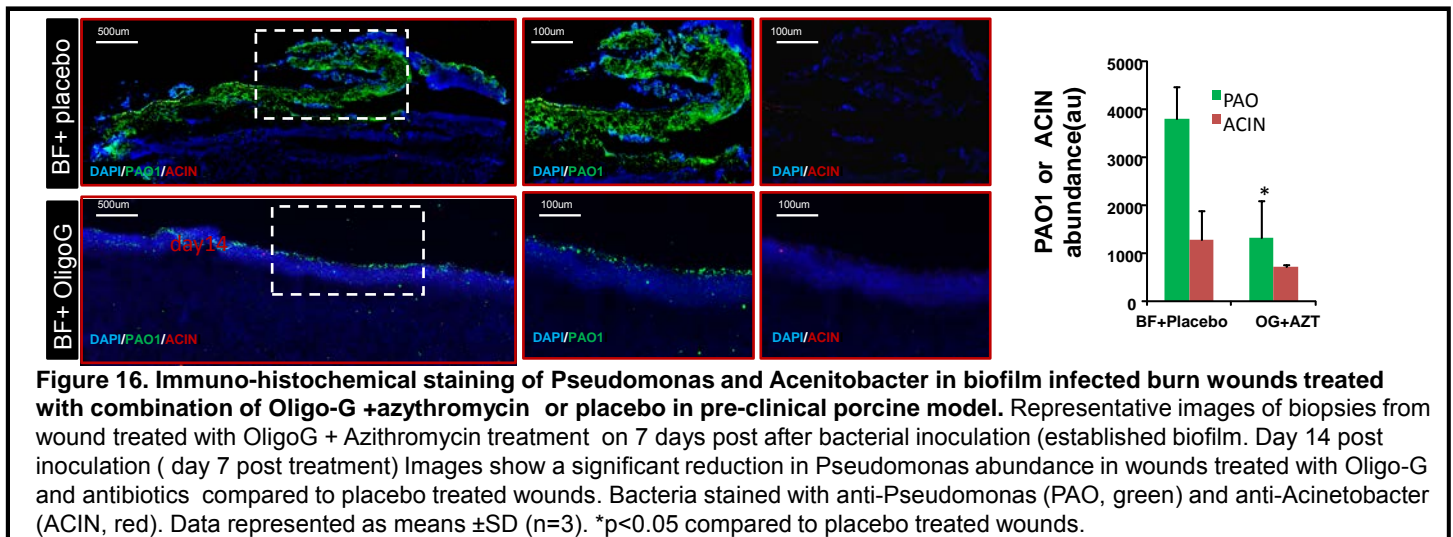 BF+ placebo
500um
DAPI/PAO1/ACIN
100um
DAPI/PAO1
100um
DAPI/ACIN
BF+ OligoG
500um
day14
DAPI/PAO1/ACIN
100um
DAPI/PAO1
100um
DAPI/ACIN
PAO1 or ACIN
abundance(au)
5000
4000
3000
2000
1000
0
PAO
ACIN
*
BF+Placebo OG+AZT
Figure 16. Immuno-histochemical staining of Pseudomonas and Acenitobacter in biofilm infected burn wounds treated
with combination of Oligo-G +azythromycin or placebo in pre-clinical porcine model. Representative images of biopsies from
wound treated with OligoG + Azithromycin treatment on 7 days post after bacterial inoculation (established biofilm. Day 14 post
inoculation ( day 7 post treatment) Images show a significant reduction in Pseudomonas abundance in wounds treated with Oligo-G
and antibiotics compared to placebo treated wounds. Bacteria stained with anti-Pseudomonas (PAO, green) and anti-Acinetobacter
(ACIN, red). Data represented as means ±SD (n=3). *p<0.05 compared to placebo treated wounds.